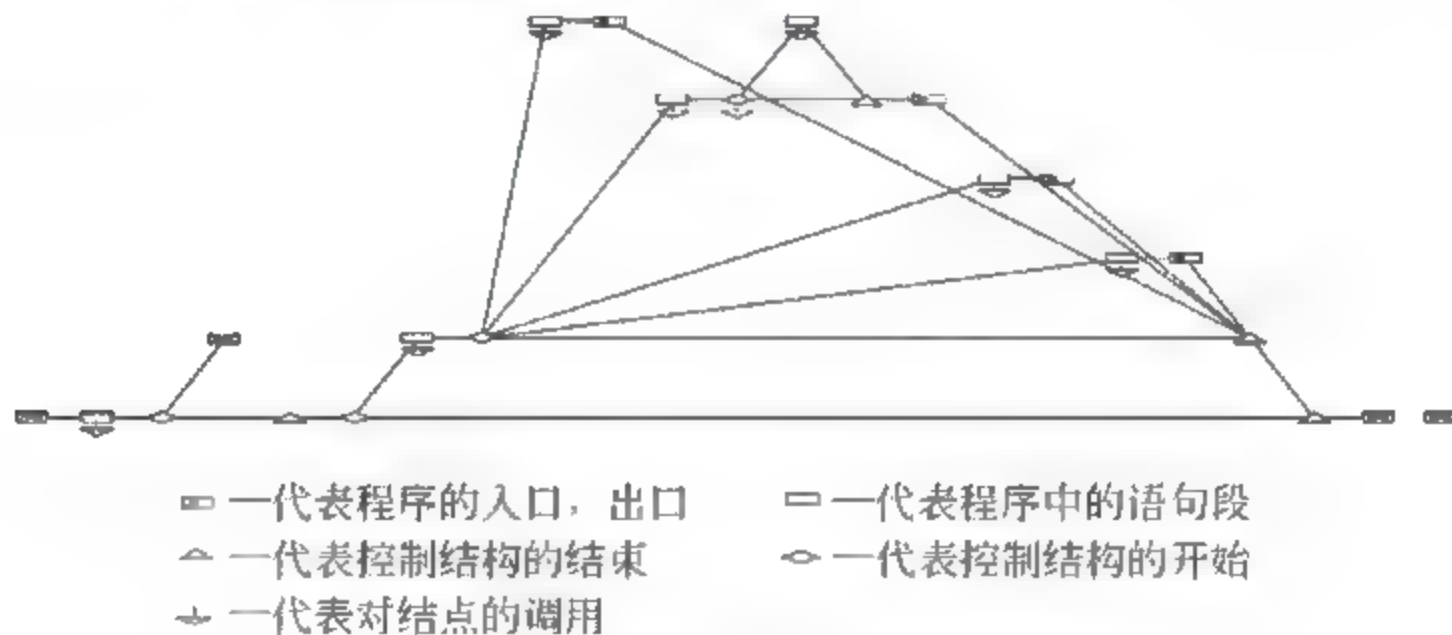 一代表程序的入口，出口
一代表程序中的语句段
一代表控制结构的结束
一代表控制结构的开始
一代表对结点的调用